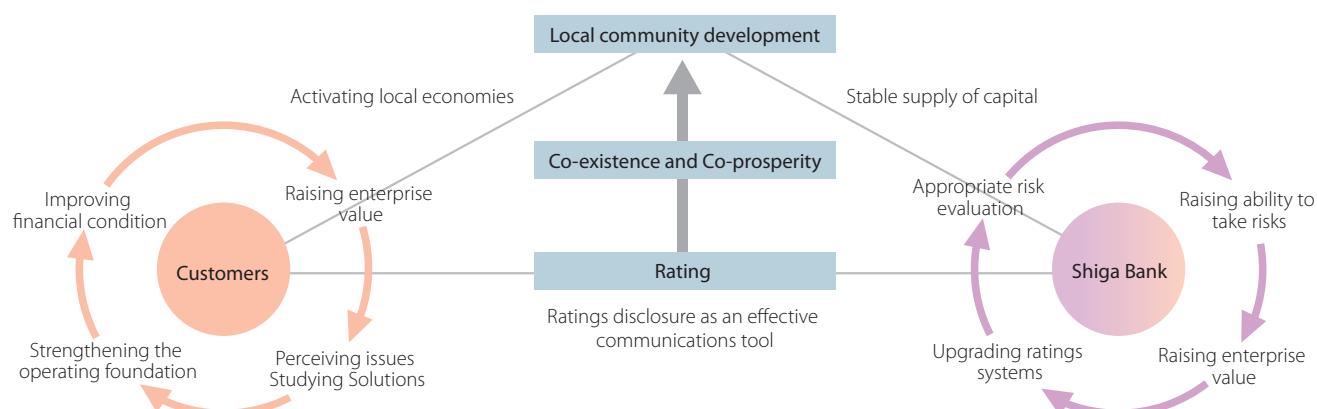 Local community development
Activating local economies
Stable supply of capital
Co-existence and Co-prosperity
Improving
financial condition
Raising enterprise
value
Appropriate risk
evaluation
Raising ability to
take risks
Customers
Rating
Shiga Bank
Ratings disclosure as an effective
communications tool
Strengthening the
operating foundation
Perceiving issues
Studying Solutions
Upgrading ratings
systems
Raising enterprise
value